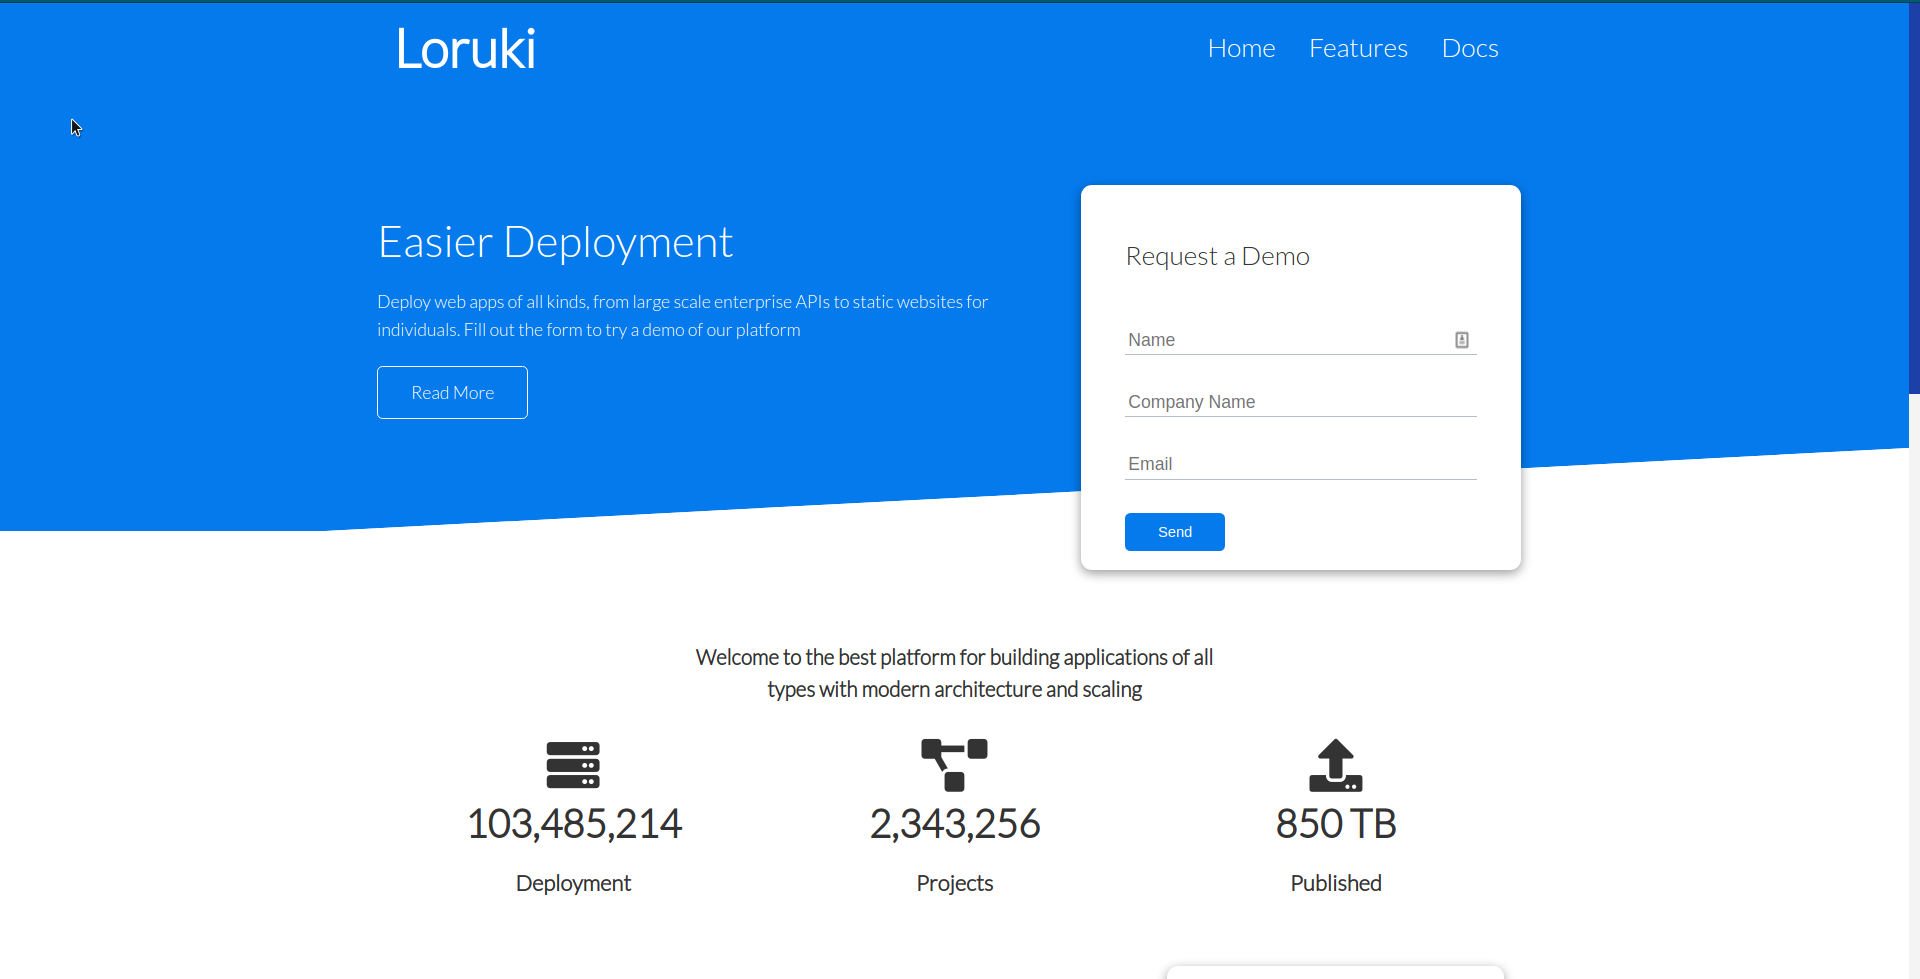 Loruki
Home Features Docs
Easier Deployment
Deploy web apps of all kinds, from large scale enterprise APIs to static websites for
individuals. Fill out the form to try a demo of our platform
Read More
Request a Demo
Name
Company Name
Email
Send
Welcome to the best platform for building applications of all
types with modern architecture and scaling
103,485,214
Deployment
2,343,256
Projects
850 TB
Published